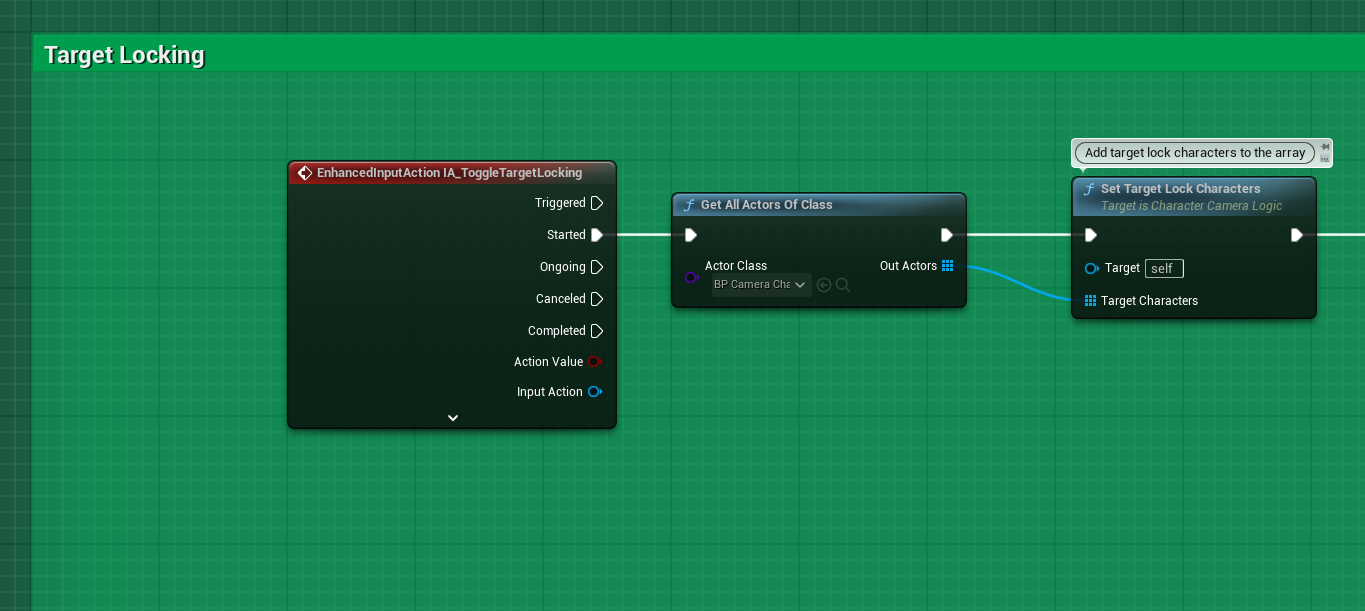 Target Locking
Add target lock characters to the array
EnhancedInputAction IA_ToggleTargetLocking
Triggered
Started
Ongoing
Canceled
Completed
Action Value
Input Action
Get All Actors Of Class
Actor Class
BP Camera Cha
Out Actors
Set Target Lock Characters
Target is Character Camera Logic
Target self
Target Characters